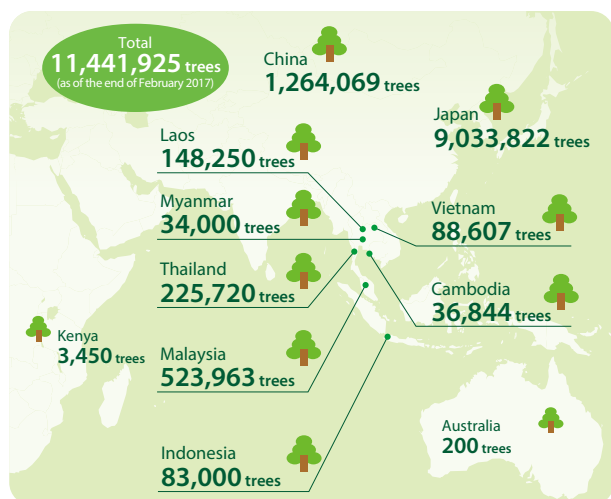 Total
11,441,925 trees
(as of the end of February 2017)
China
1,264,069 trees
Japan
9,033,822 trees
Laos
148,250 trees
Myanmar
34,000 trees
Vietnam
88,607 trees
Thailand
225,720 trees
Cambodia
36,844 trees
Kenya
3,450 trees
Malaysia
523,963 trees
Australia
200 trees
Indonesia
83,000 trees